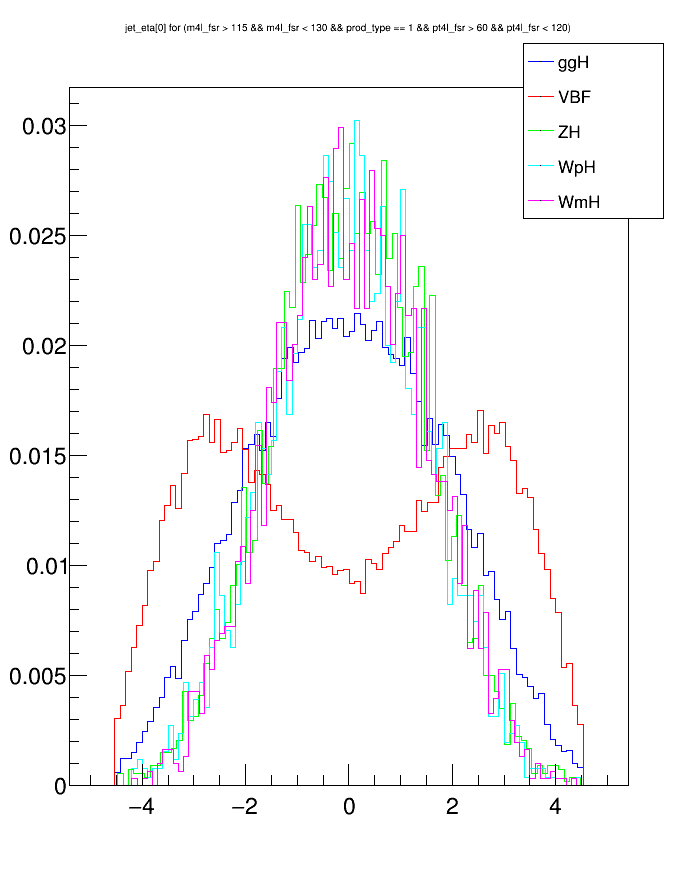 jet_eta[0] for (m4l_fsr > 115 && m4l_fsr < 130 && prod_type == 1 && pt4l_fsr > 60 && pt4l_fsr < 120)
ggH
VBF
ZH
WpH
WmH
0.03
0.025
0.02
0.015
0.01
0.005
0
−4 −2 0 2 4